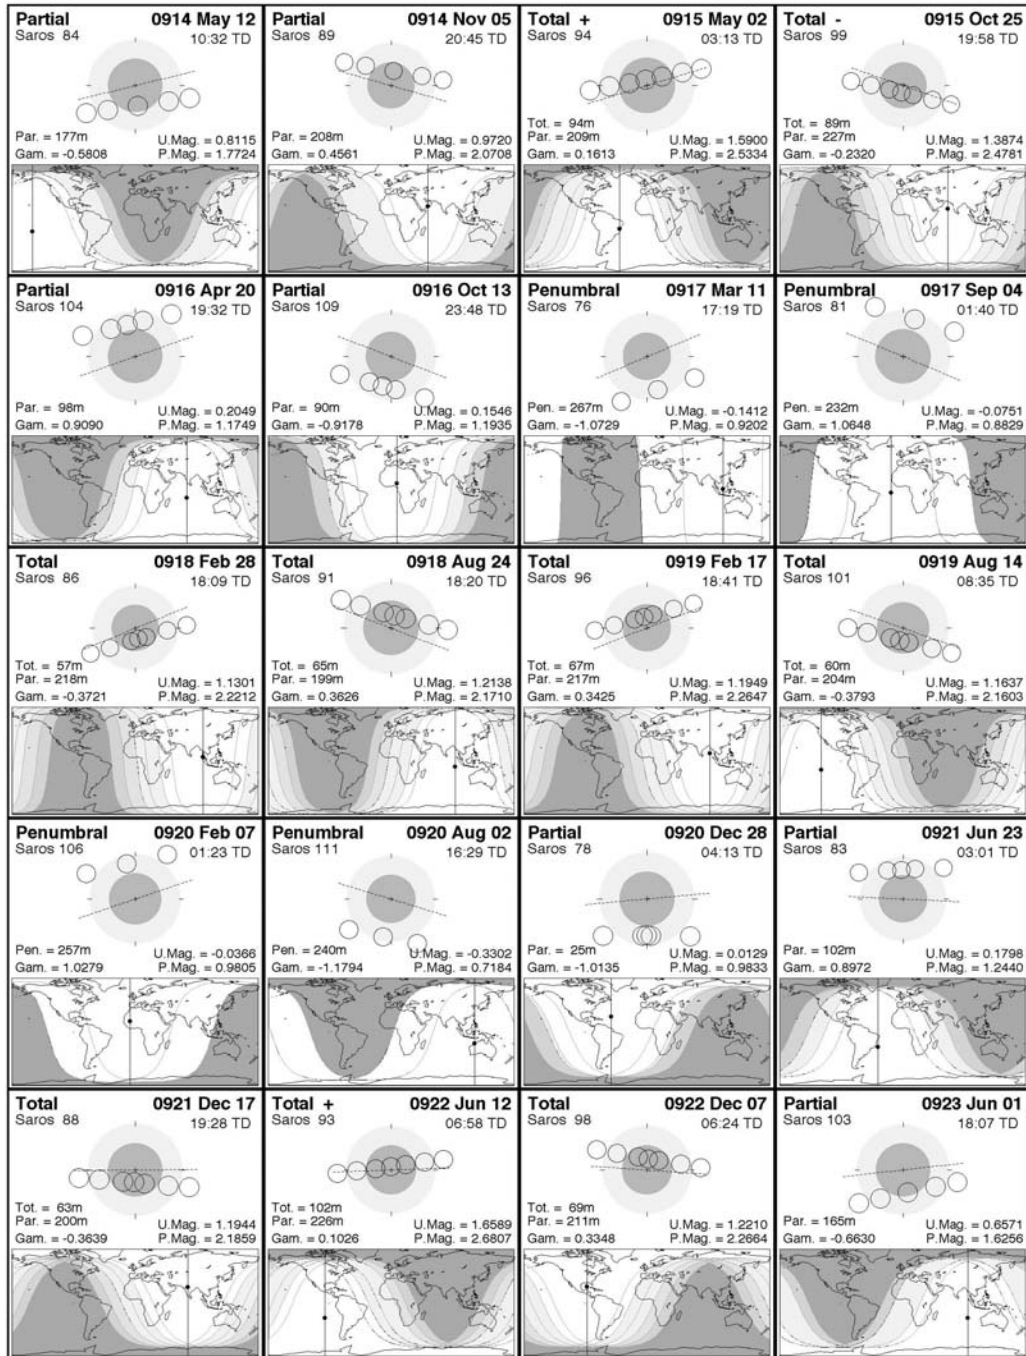 Partial 0914 May 12
Saros 84 10:32 TD
Par. = 177m U.Mag. = 0.8115
Gam. = -0.5808 P.Mag. = 1.7724
Partial 0914 Nov 05
Saros 89 20:45 TD
Par. = 208m U.Mag. = 0.9720
Gam. = 0.4561 P.Mag. = 2.0708
Total + 0915 May 02
Saros 94 03:13 TD
Tot. = 94m
Par. = 209m U.Mag. = 1.5900
Gam. = 0.1613 P.Mag. = 2.5334
Total - 0915 Oct 25
Saros 99 19:58 TD
Tot. = 89m
Par. = 227m U.Mag. = 1.3874
Gam. = -0.2320 P.Mag. = 2.4781
Partial 0916 Apr 20
Saros 104 19:32 TD
Par. = 98m U.Mag. = 0.2049
Gam. = 0.9090 P.Mag. = 1.1749
Partial 0916 Oct 13
Saros 109 23:48 TD
Par. = 90m U.Mag. = 0.1546
Gam. = -0.9178 P.Mag. = 1.1935
Penumbral 0917 Mar 11
Saros 76 17:19 TD
Pen. = 267m U.Mag. = -0.1412
Gam. = -1.0729 P.Mag. = 0.9202
Penumbral 0917 Sep 04
Saros 81 01:40 TD
Pen. = 232m U.Mag. = -0.0751
Gam. = 1.0648 P.Mag. = 0.8829
Total 0918 Feb 28
Saros 86 18:09 TD
Tot. = 57m
Par. = 218m U.Mag. = 1.1301
Gam. = -0.3721 P.Mag. = 2.2212
Total 0918 Aug 24
Saros 91 18:20 TD
Tot. = 65m
Par. = 199m U.Mag. = 1.2138
Gam. = 0.3626 P.Mag. = 2.1710
Total 0919 Feb 17
Saros 96 18:41 TD
Tot. = 67m
Par. = 217m U.Mag. = 1.1949
Gam. = 0.3425 P.Mag. = 2.2647
Total 0919 Aug 14
Saros 101 08:35 TD
Tot. = 60m
Par. = 204m U.Mag. = 1.1637
Gam. = -0.3793 P.Mag. = 2.1603
Penumbral 0920 Feb 07
Saros 106 01:23 TD
Pen. = 257m U.Mag. = -0.0366
Gam. = 1.0279 P.Mag. = 0.9805
Penumbral 0920 Aug 02
Saros 111 16:29 TD
Pen. = 240m U.Mag. = -0.3302
Gam. = -1.1794 P.Mag. = 0.7184
Partial 0920 Dec 28
Saros 78 04:13 TD
Par. = 25m U.Mag. = 0.0129
Gam. = -1.0135 P.Mag. = 0.9833
Partial 0921 Jun 23
Saros 83 03:01 TD
Par. = 102m U.Mag. = 0.1798
Gam. = 0.8972 P.Mag. = 1.2440
Total 0921 Dec 17
Saros 88 19:28 TD
Tot. = 63m
Par. = 200m U.Mag. = 1.1944
Gam. = -0.3639 P.Mag. = 2.1859
Total + 0922 Jun 12
Saros 93 06:58 TD
Tot. = 102m
Par. = 226m U.Mag. = 1.6589
Gam. = 0.1026 P.Mag. = 2.6807
Total 0922 Dec 07
Saros 98 06:24 TD
Tot. = 69m
Par. = 211m U.Mag. = 1.2210
Gam. = 0.3348 P.Mag. = 2.2664
Partial 0923 Jun 01
Saros 103 18:07 TD
Par. = 165m U.Mag. = 0.6571
Gam. = -0.6630 P.Mag. = 1.6256